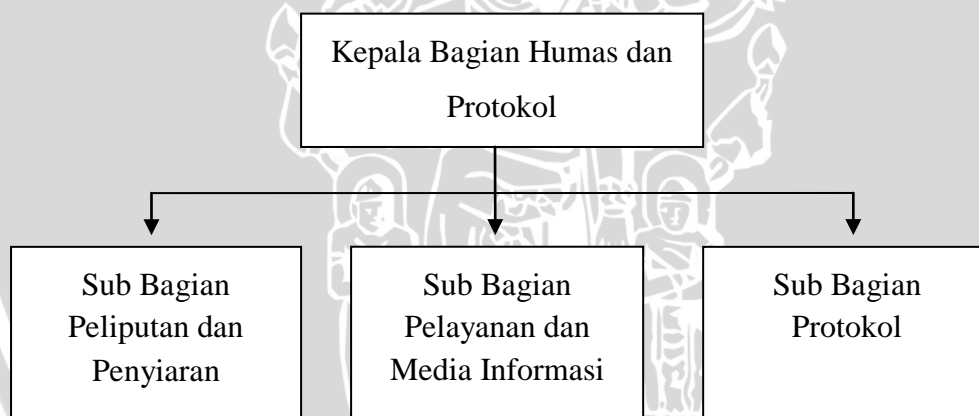 Kepala Bagian Humas dan
Protokol
Sub Bagian
Peliputan dan
Penyiaran
Sub Bagian
Pelayanan dan
Media Informasi
Sub Bagian
Protokol